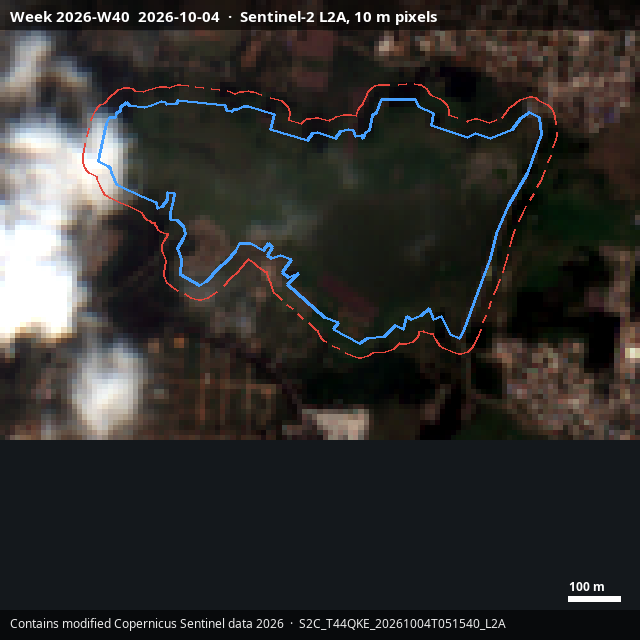 Week 2026-W40 2026-10-04 · Sentinel-2 L2A, 10 m pixels
100 m
Contains modified Copernicus Sentinel data 2026 · S2C_T44QKE_20261004T051540_L2A